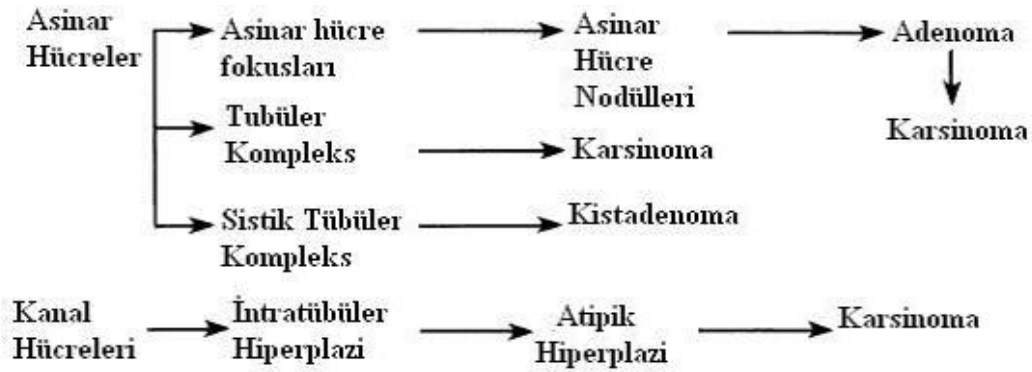 Asinar
Hücreler
Asinar hücre
fokusları
Asinar
Hücre
Nodülleri
Adenoma
Karsinoma
Tubüler
Kompleks
Karsinoma
Sistik Tübüler
Kompleks
Kistadenoma
Kanal
Hücreleri
İntratübüler
Hiperplazi
Atipik
Hiperplazi
Karsinoma